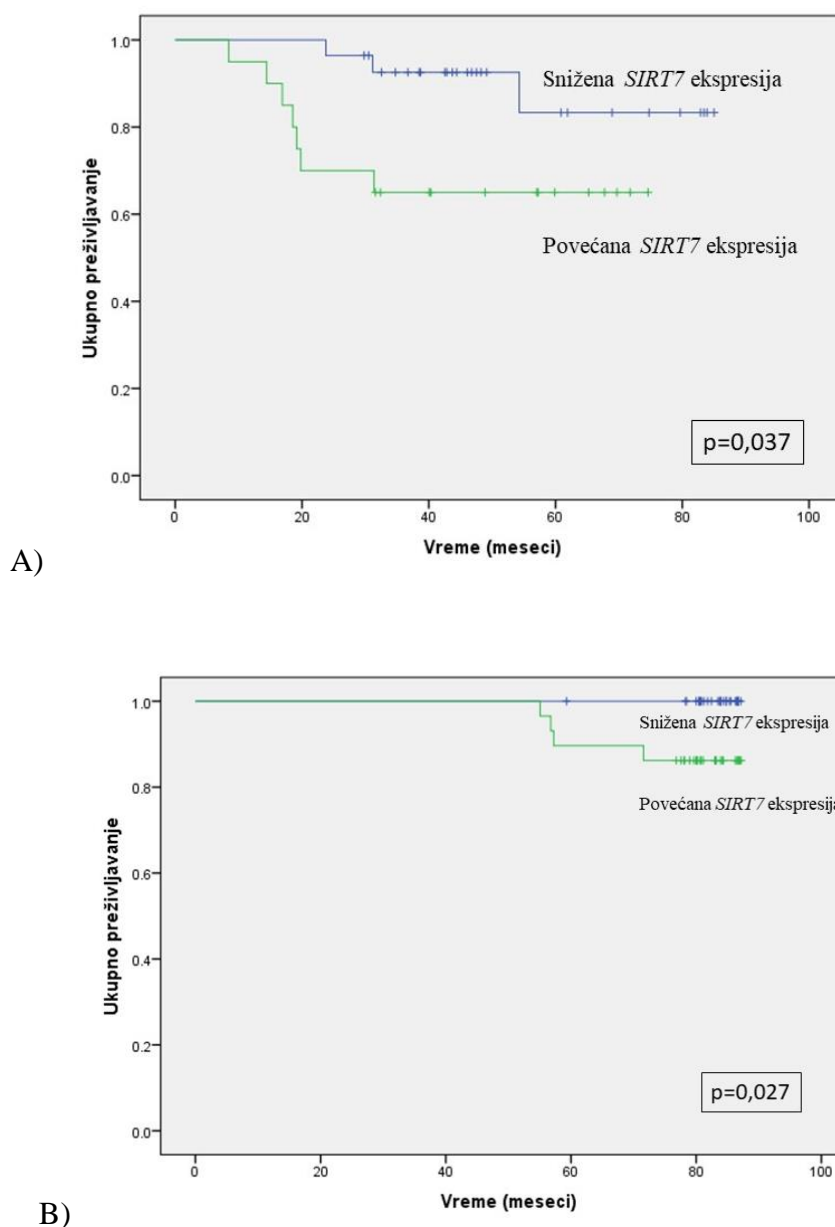 1.0
0.8
0.6
0.4
0.2
0.0
Ukupno preživljavanje
Snižena SIRT7 ekspresija
Povećana SIRT7 ekspresija
p=0,037
0 20 40 60 80 100
Vreme (meseci)
A)
1.0
0.8
0.6
0.4
0.2
0.0
Ukupno preživljavanje
Snižena SIRT7 ekspresija
Povećana SIRT7 ekspresija
p=0,027
0 20 40 60 80 100
Vreme (meseci)
B)